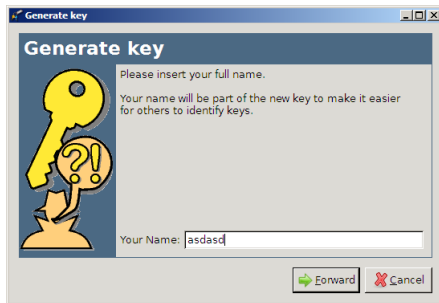 Generate key
Generate key
Please insert your full name.
Your name will be part of the new key to make it easier
for others to identify keys.
?!
Your Name: asdasd
Forward Cancel